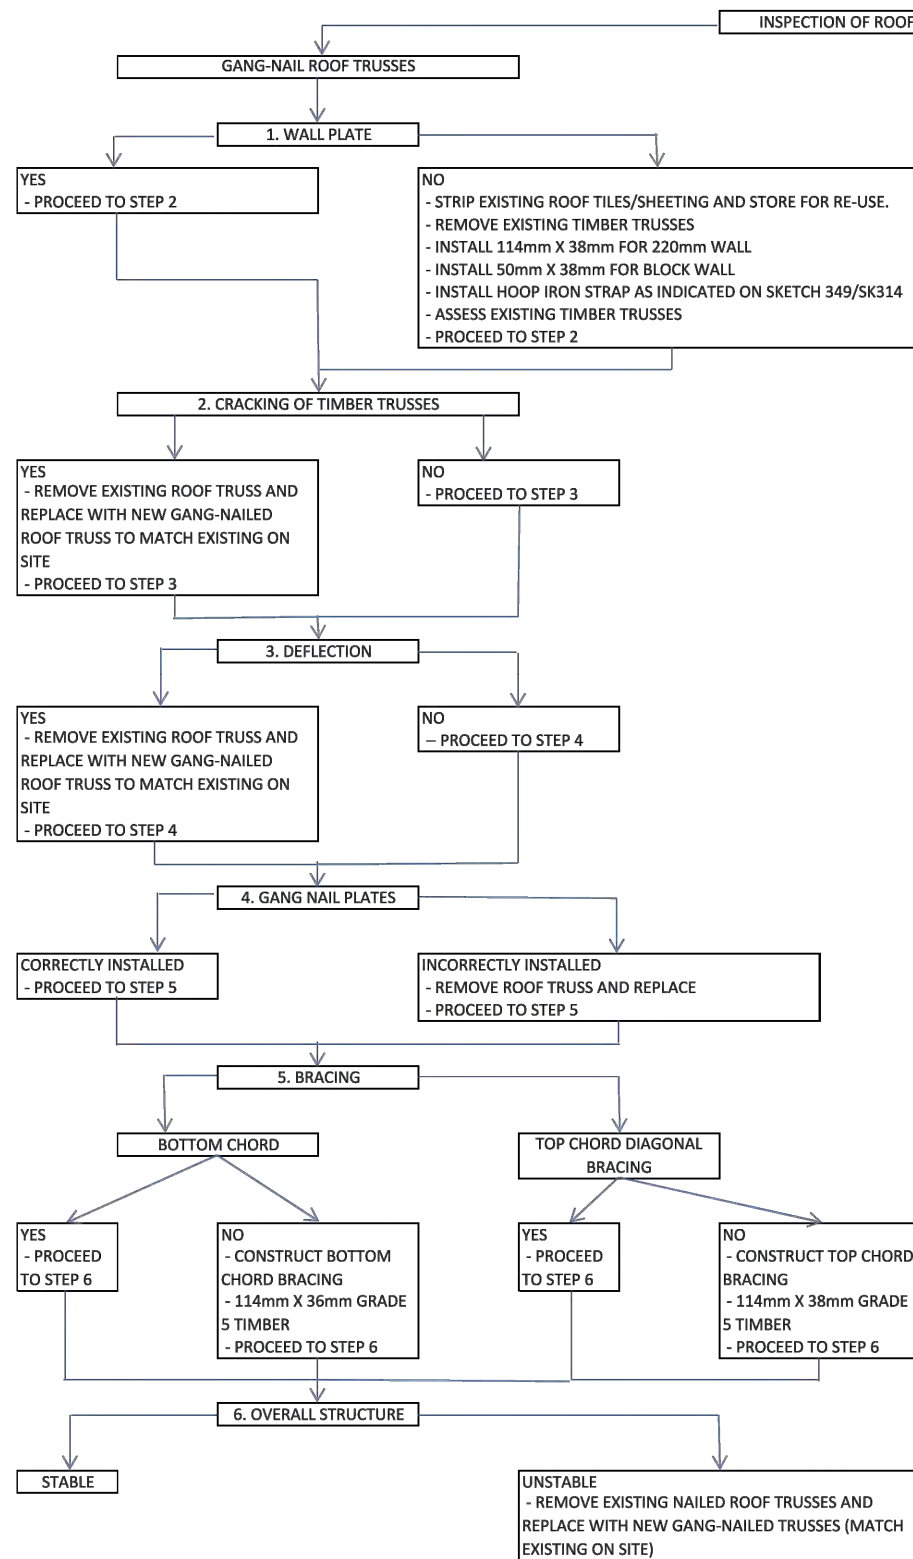 INSPECTION OF ROOF
GANG-NAIL ROOF TRUSSES
1. WALL PLATE
YES
- PROCEED TO STEP 2
NO
- STRIP EXISTING ROOF TILES/SHEETING AND STORE FOR RE-USE.
- REMOVE EXISTING TIMBER TRUSSES
- INSTALL 114mm X 38mm FOR 220mm WALL
- INSTALL 50mm X 38mm FOR BLOCK WALL
- INSTALL HOOP IRON STRAP AS INDICATED ON SKETCH 349/SK314
- ASSESS EXISTING TIMBER TRUSSES
- PROCEED TO STEP 2
2. CRACKING OF TIMBER TRUSSES
YES
- REMOVE EXISTING ROOF TRUSS AND
REPLACE WITH NEW GANG-NAILED
ROOF TRUSS TO MATCH EXISTING ON
SITE
- PROCEED TO STEP 3
NO
- PROCEED TO STEP 3
3. DEFLECTION
YES
- REMOVE EXISTING ROOF TRUSS AND
REPLACE WITH NEW GANG-NAILED
ROOF TRUSS TO MATCH EXISTING ON
SITE
- PROCEED TO STEP 4
NO
– PROCEED TO STEP 4
4. GANG NAIL PLATES
CORRECTLY INSTALLED
- PROCEED TO STEP 5
INCORRECTLY INSTALLED
- REMOVE ROOF TRUSS AND REPLACE
- PROCEED TO STEP 5
5. BRACING
BOTTOM CHORD
TOP CHORD DIAGONAL
BRACING
YES
- PROCEED
TO STEP 6
NO
- CONSTRUCT BOTTOM
CHORD BRACING
- 114mm X 36mm GRADE
5 TIMBER
- PROCEED TO STEP 6
YES
- PROCEED
TO STEP 6
NO
- CONSTRUCT TOP CHORD
BRACING
- 114mm X 38mm GRADE
5 TIMBER
- PROCEED TO STEP 6
6. OVERALL STRUCTURE
STABLE
UNSTABLE
- REMOVE EXISTING NAILED ROOF TRUSSES AND
REPLACE WITH NEW GANG-NAILED TRUSSES (MATCH
EXISTING ON SITE)